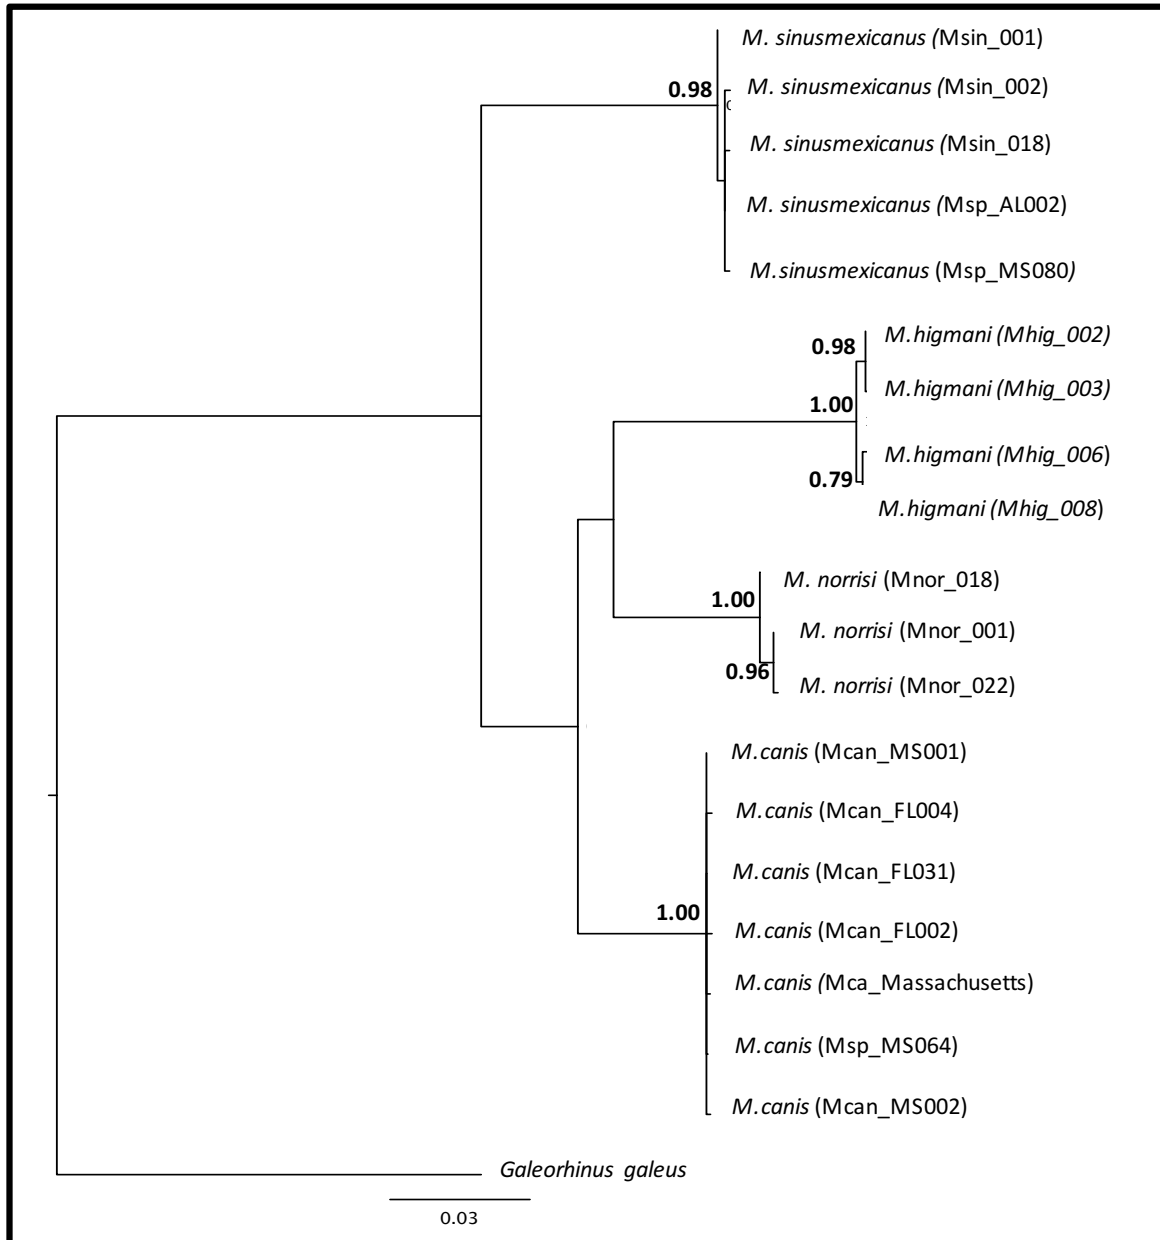 M. sinusmexicanus (Msin_001)
0.98
M. sinusmexicanus (Msin_002)
M. sinusmexicanus (Msin_018)
M. sinusmexicanus (Msp_AL002)
M.sinusmexicanus (Msp_MS080)
M.higmani (Mhig_002)
0.98
M.higmani (Mhig_003)
1.00
M.higmani (Mhig_006)
0.79
M.higmani (Mhig_008)
M. norrisi (Mnor_018)
1.00
M. norrisi (Mnor_001)
0.96
M. norrisi (Mnor_022)
M.canis (Mcan_MS001)
M.canis (Mcan_FL004)
M.canis (Mcan_FL031)
1.00
M.canis (Mcan_FL002)
M.canis (Mca_Massachusetts)
M.canis (Msp_MS064)
M.canis (Mcan_MS002)
Galeorhinus galeus
0.03